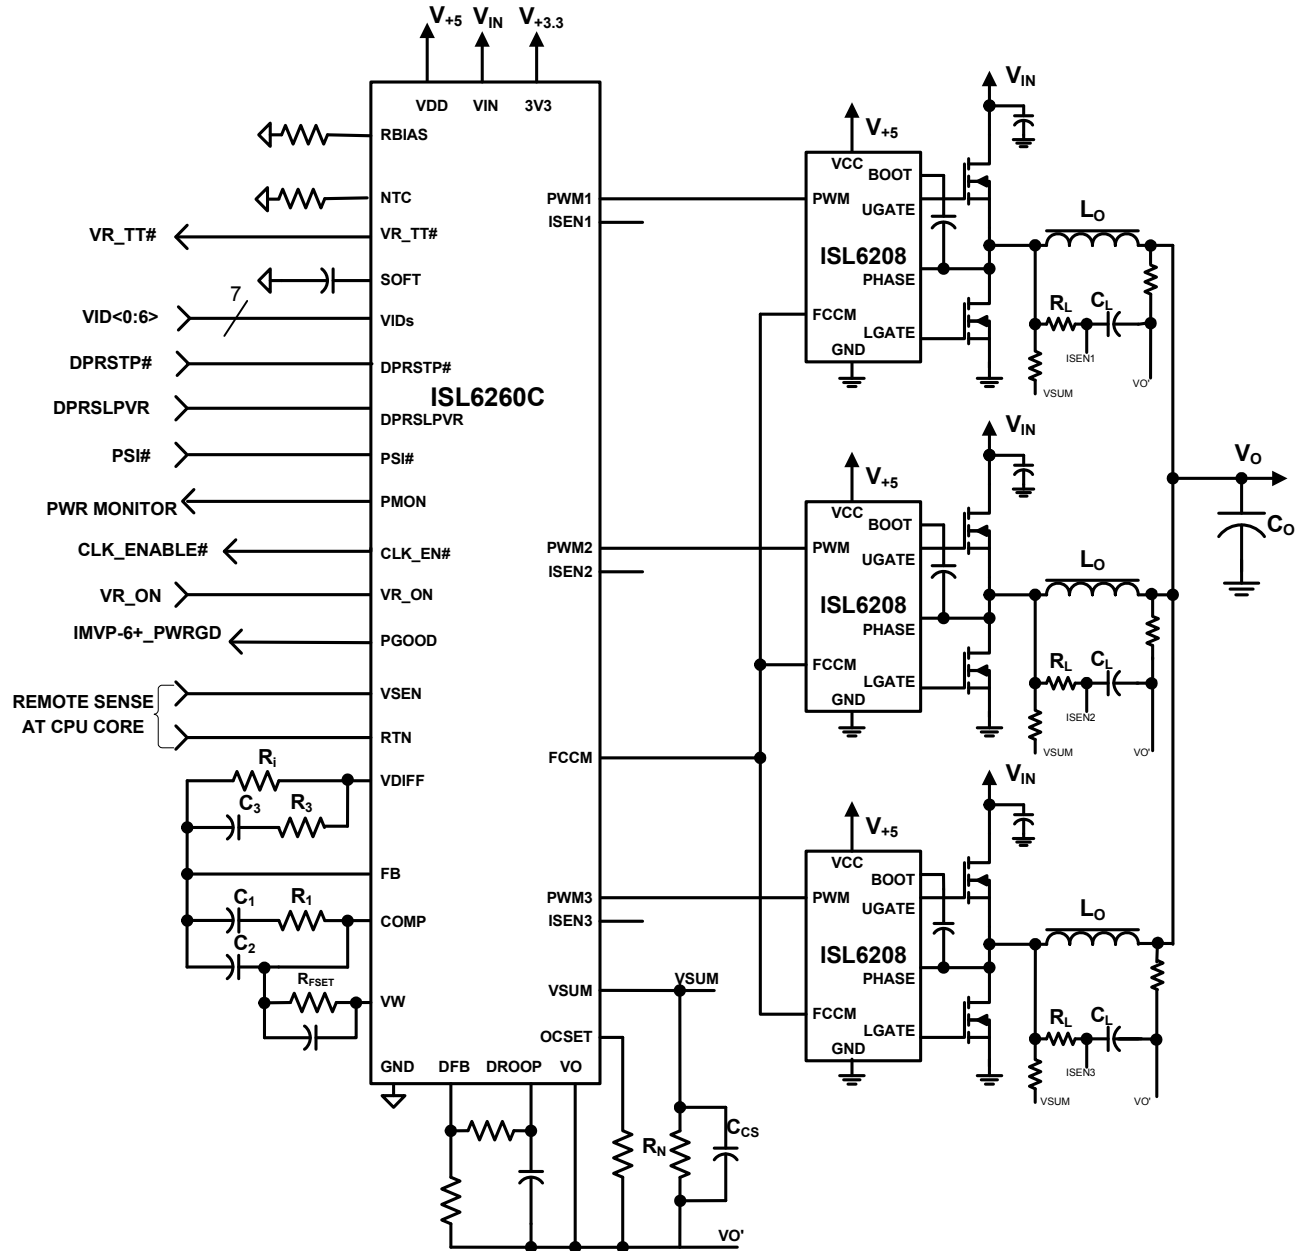 V+5 VIN V+3.3
VDD VIN 3V3
RBIAS
NTC
VR_TT# VR_TT#
SOFT
7
VID<0:6> VIDs
DPRSTP# DPRSTP#
ISL6260C
DPRSLPVR DPRSLPVR
PSI# PSI#
PWR MONITOR PMON
CLK_ENABLE# CLK_EN#
VR_ON VR_ON
IMVP-6+_PWRGD PGOOD
REMOTE SENSE
AT CPU CORE
VSEN
RTN
Ri VDIFF
C3 R3
FB
C1 R1 COMP
C2
RFSET VW
GND DFB DROOP VO
PWM1
ISEN1
PWM2
ISEN2
FCCM
PWM3
ISEN3
VSUM VSUM
OCSET
RN CCS
VO'
VIN
V+5
VCC
BOOT
PWM
UGATE
ISL6208
PHASE
FCCM
LGATE
GND
LO
RL CL
ISEN1
VSUM VO'
VIN
V+5
VCC
BOOT
PWM
UGATE
ISL6208
PHASE
FCCM
LGATE
GND
LO
RL CL
ISEN2
VSUM VO'
VO
CO
VIN
V+5
VCC
BOOT
PWM
UGATE
ISL6208
PHASE
FCCM
LGATE
GND
LO
RL CL
ISEN3
VSUM VO'